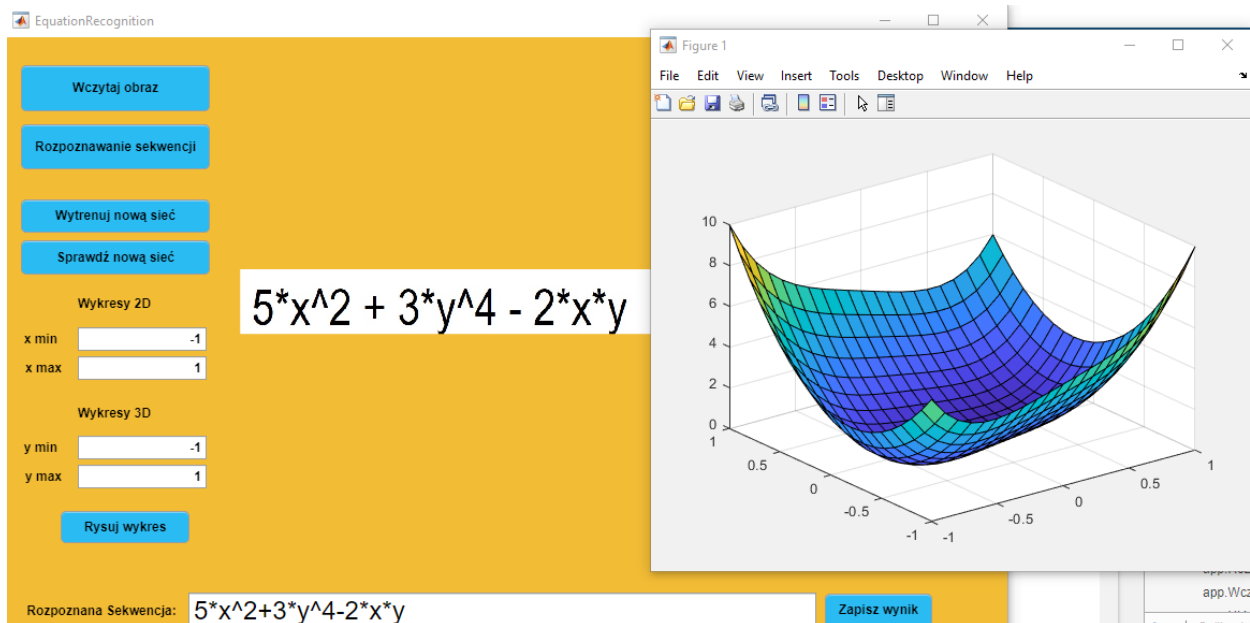 EquationRecognition
Wczytaj obraz
Rozpoznawanie sekwencji
Wytrenuj nową sieć
Sprawdź nową sieć
Wykresy 2D
x min -1
x max 1
Wykresy 3D
y min -1
y max 1
Rysuj wykres
5*x^2 + 3*y^4 - 2*x*y
Rozpoznana Sekwencja: 5*x^2+3*y^4-2*x*y
Zapisz wynik
Figure 1
File Edit View Insert Tools Desktop Window Help
10
8
6
4
2
0
1
0.5
0
-0.5
-1
-1
-0.5
0
0.5
1
app.Wcz